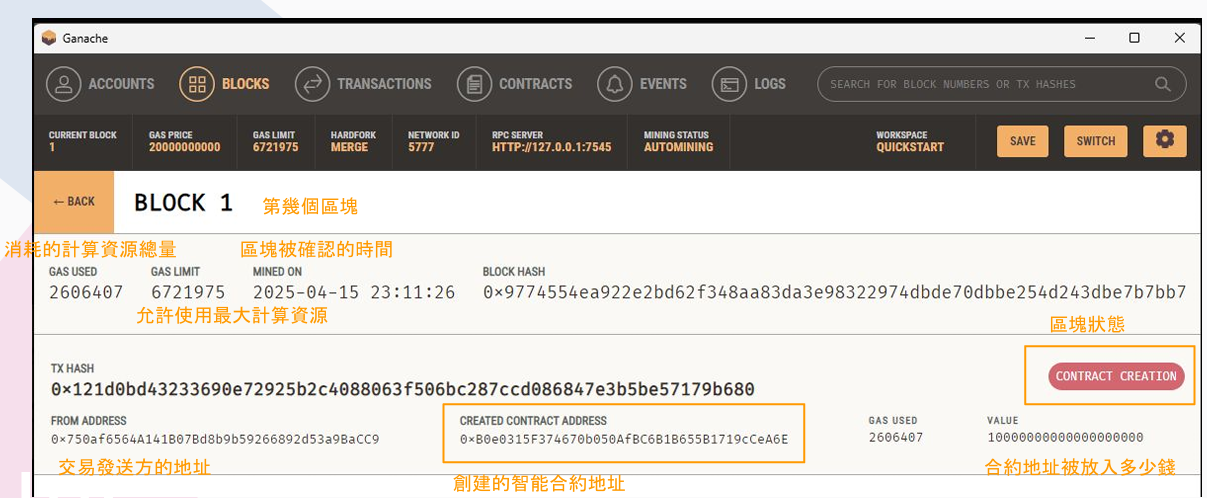 Ganache
ACCOUNTS BLOCKS TRANSACTIONS CONTRACTS EVENTS LOGS SEARCH FOR BLOCK NUMBERS OR TX HASHES
CURRENT BLOCK GAS PRICE GAS LIMIT HARDFORK NETWORK ID RPC SERVER MINING STATUS WORKSPACE
1 20000000000 6721975 MERGE 5777 HTTP://127.0.0.1:7545 AUTOMINING QUICKSTART SAVE SWITCH
← BACK BLOCK 1 第幾個區塊
消耗的計算資源總量 區塊被確認的時間
GAS USED GAS LIMIT MINED ON BLOCK HASH
2606407 6721975 2025-04-15 23:11:26 0×9774554ea922e2bd62f348aa83da3e98322974dbde70dbbe254d243dbe7b7bb7
允許使用最大計算資源
區塊狀態
TX HASH
0×121d0bd43233690e72925b2c4088063f506bc287ccd086847e3b5be57179b680 CONTRACT CREATION
FROM ADDRESS CREATED CONTRACT ADDRESS GAS USED VALUE
0×750af6564A141B07Bd8b9b59266892d53a9BaCC9 0×B0e0315F374670b050AfBC6B1B655B1719cCeA6E 2606407 10000000000000000000
交易發送方的地址 合約地址被放入多少錢
創建的智能合約地址